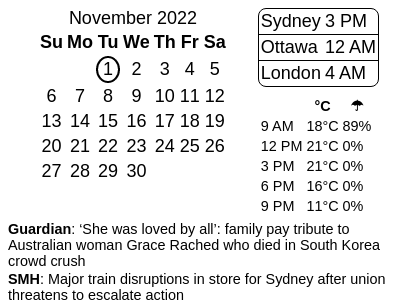 November 2022
Su Mo Tu We Th Fr Sa
1 2 3 4 5
6 7 8 9 10 11 12
13 14 15 16 17 18 19
20 21 22 23 24 25 26
27 28 29 30
Sydney 3 PM
Ottawa 12 AM
London 4 AM
°C ☂
9 AM 18°C 89%
12 PM 21°C 0%
3 PM 21°C 0%
6 PM 16°C 0%
9 PM 11°C 0%
Guardian: ‘She was loved by all’: family pay tribute to
Australian woman Grace Rached who died in South Korea
crowd crush
SMH: Major train disruptions in store for Sydney after union
threatens to escalate action